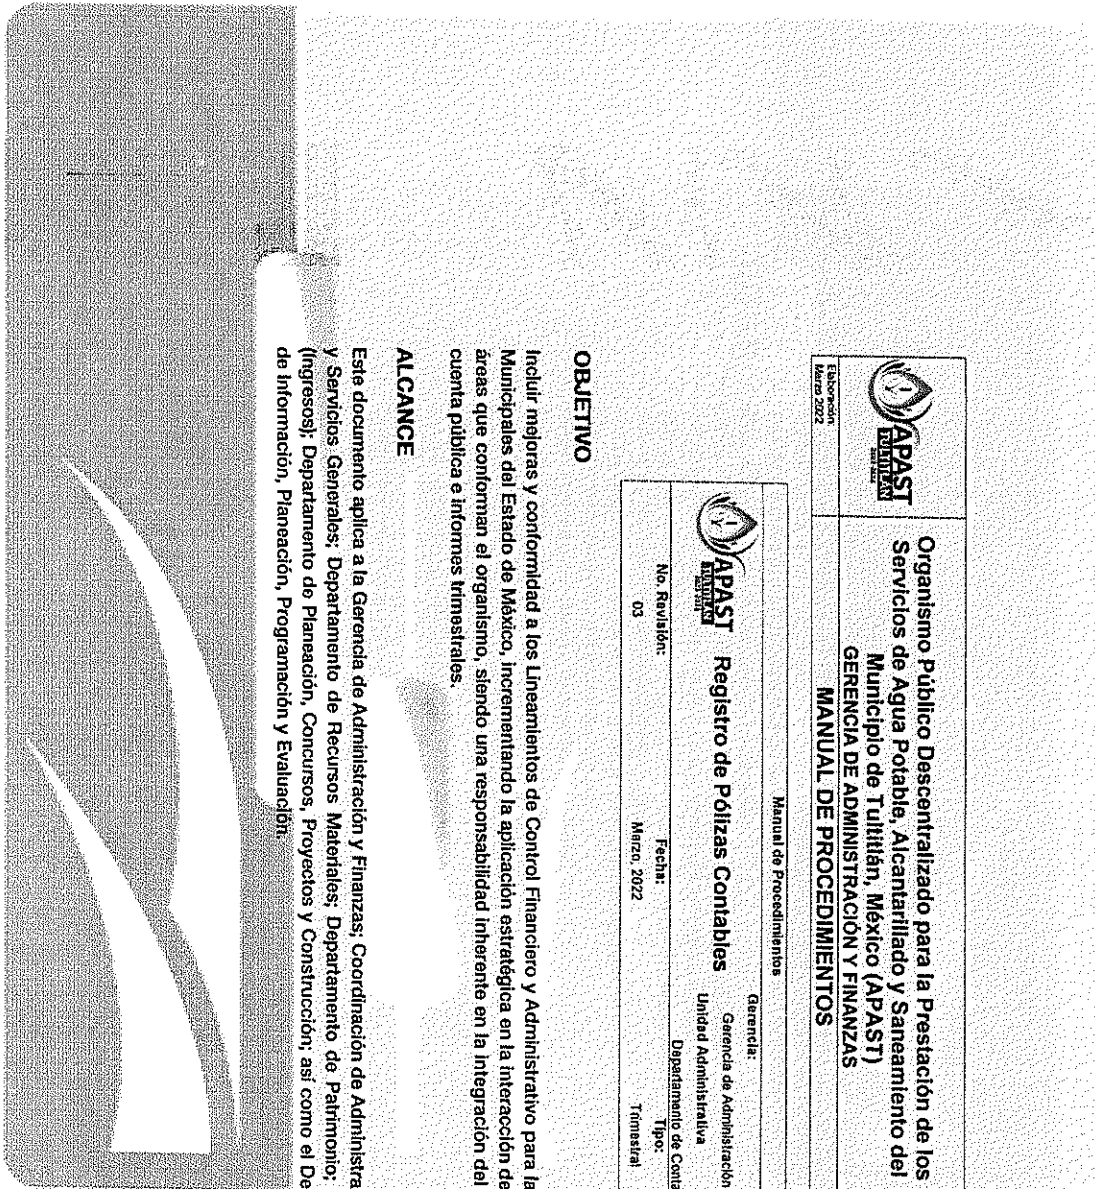 Organismo Público Descentralizado para la Prestación de los
Servicios de Agua Potable, Alcantarillado y Saneamiento del
Municipio de Tultitlán, México (APAST)
GERENCIA DE ADMINISTRACIÓN Y FINANZAS
MANUAL DE PROCEDIMIENTOS
APAST
TULTITLÁN
Elaboración
Marzo 2022
Manual de Procedimientos
APAST
TULTITLÁN
Registro de Pólizas Contables
Gerencia:
Gerencia de Administración
Unidad Administrativa
Departamento de Conta
No. Revisión:
Fecha:
Tipo:
03
Marzo, 2022
Trimestral
OBJETIVO
Incluir mejoras y conformidad a los Lineamientos de Control Financiero y Administrativo para la
Municipales del Estado de México, incrementando la aplicación estratégica en la interacción de
áreas que conforman el organismo, siendo una responsabilidad inherente en la integración del
cuenta pública e informes trimestrales.
ALCANCE
Este documento aplica a la Gerencia de Administración y Finanzas; Coordinación de Administra
y Servicios Generales; Departamento de Recursos Materiales; Departamento de Patrimonio;
(Ingresos); Departamento de Planeación, Concursos, Proyectos y Construcción; así como el De
de Información, Planeación, Programación y Evaluación.